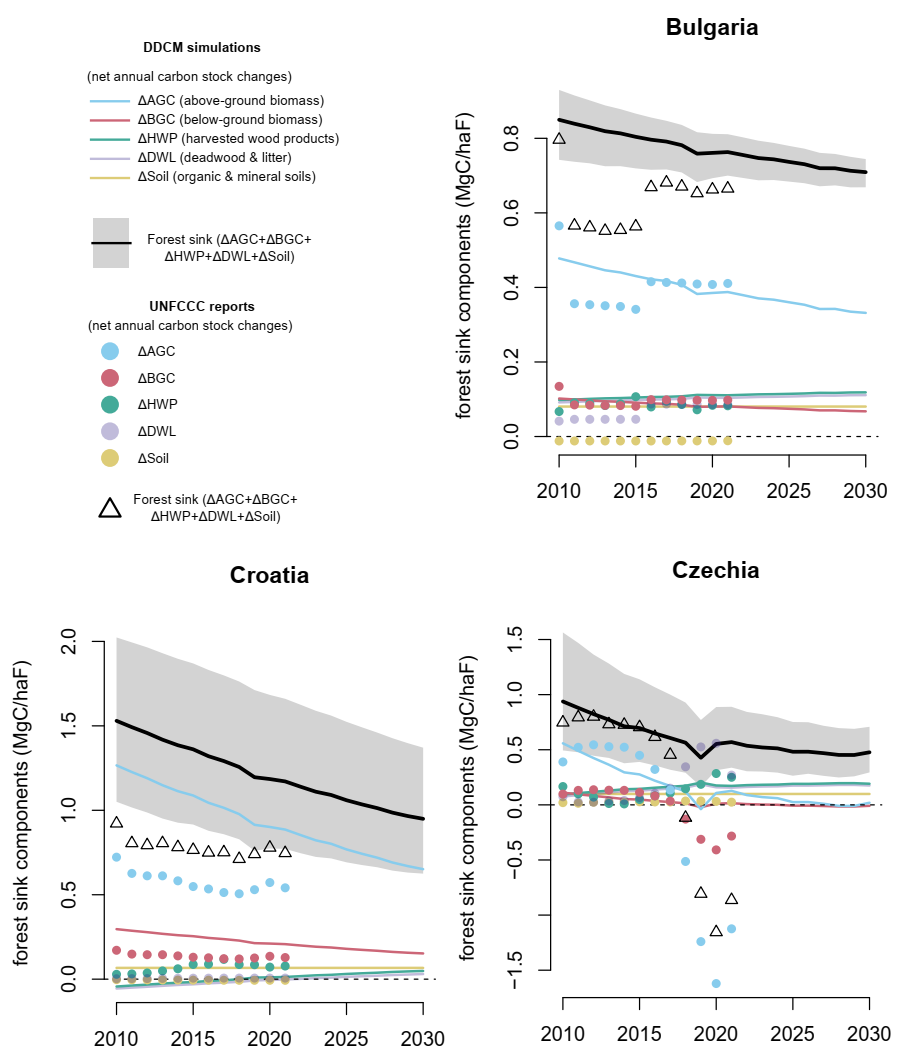 DDCM simulations
(net annual carbon stock changes)
ΔAGC (above-ground biomass)
ΔBGC (below-ground biomass)
ΔHWP (harvested wood products)
ΔDWL (deadwood & litter)
ΔSoil (organic & mineral soils)
Forest sink (ΔAGC+ΔBGC+
ΔHWP+ΔDWL+ΔSoil)
UNFCCC reports
(net annual carbon stock changes)
ΔAGC
ΔBGC
ΔHWP
ΔDWL
ΔSoil
Forest sink (ΔAGC+ΔBGC+
ΔHWP+ΔDWL+ΔSoil)
Bulgaria
forest sink components (MgC/haF)
0.8
0.6
0.4
0.2
0.0
2010 2015 2020 2025 2030
Croatia
forest sink components (MgC/haF)
2.0
1.5
1.0
0.5
0.0
2010 2015 2020 2025 2030
Czechia
forest sink components (MgC/haF)
1.5
1.0
0.5
0.0
−0.5
−1.5
2010 2015 2020 2025 2030